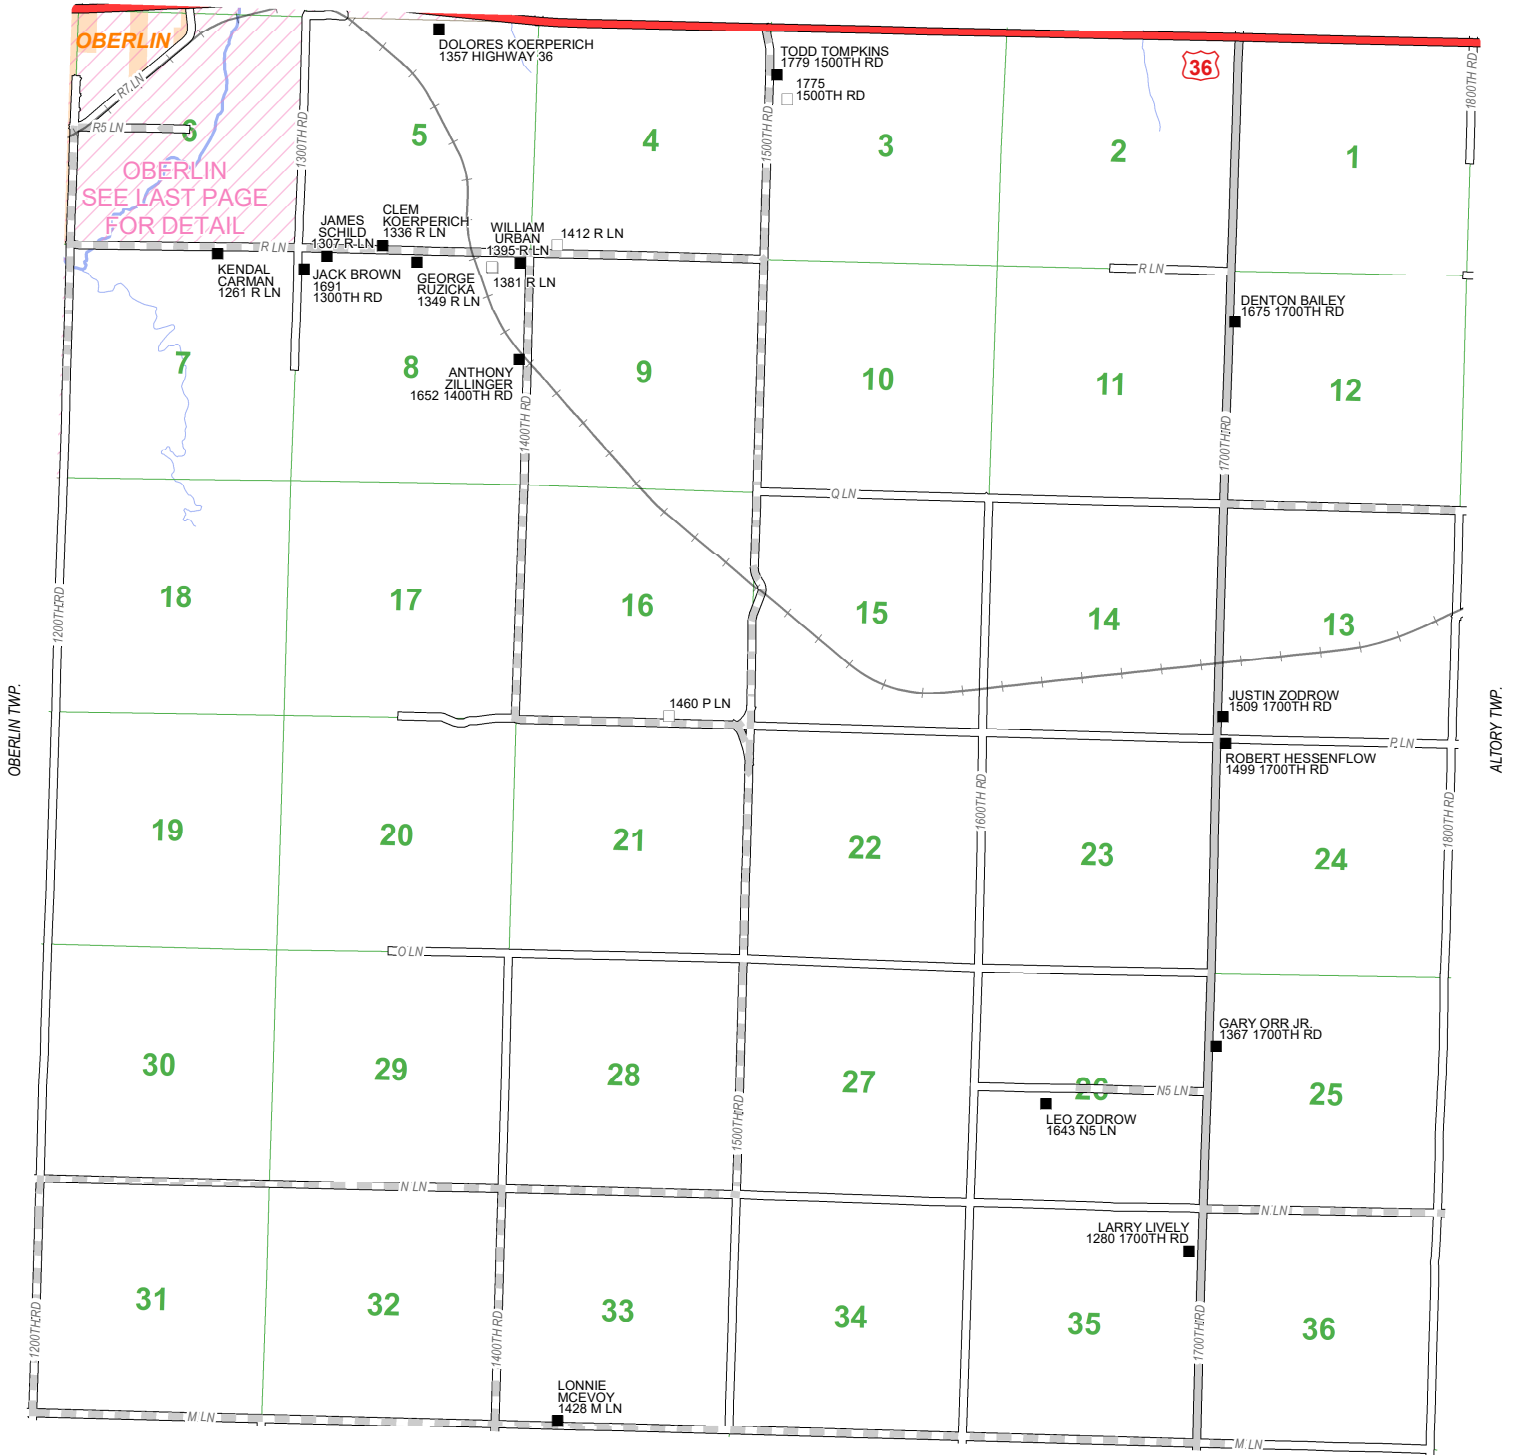 OBERLIN
DOLORES KOERPERICH
1357 HIGHWAY 36
TODD TOMPKINS
1779 1500TH RD
1775
1500TH RD
36
1800TH RD
R7 LN
R5 LN
6
1300TH RD
5
4
1500TH RD
3
2
1
OBERLIN
SEE LAST PAGE
FOR DETAIL
R LN
JAMES
SCHILD
1307 R LN
CLEM
KOERPERICH
1336 R LN
WILLIAM
URBAN
1395 R LN
1412 R LN
R LN
KENDAL
CARMAN
1261 R LN
JACK BROWN
1691
1300TH RD
GEORGE
RUZICKA
1349 R LN
1381 R LN
DENTON BAILEY
1675 1700TH RD
7
8
ANTHONY
ZILLINGER
1652 1400TH RD
9
10
11
12
1400TH RD
1700TH RD
Q LN
1200TH RD
18
17
16
15
14
13
OBERLIN TWP.
ALTORY TWP.
1460 P LN
JUSTIN ZODROW
1509 1700TH RD
P LN
ROBERT HESSENFLOW
1499 1700TH RD
1600TH RD
1800TH RD
19
20
21
22
23
24
O LN
GARY ORR JR.
1367 1700TH RD
30
29
28
27
26
25
N5 LN
LEO ZODROW
1643 N5 LN
1500TH RD
N LN
N LN
LARRY LIVELY
1280 1700TH RD
31
32
33
34
35
36
1200TH RD
1400TH RD
1700TH RD
LONNIE
MCEVOY
1428 M LN
M LN
M LN